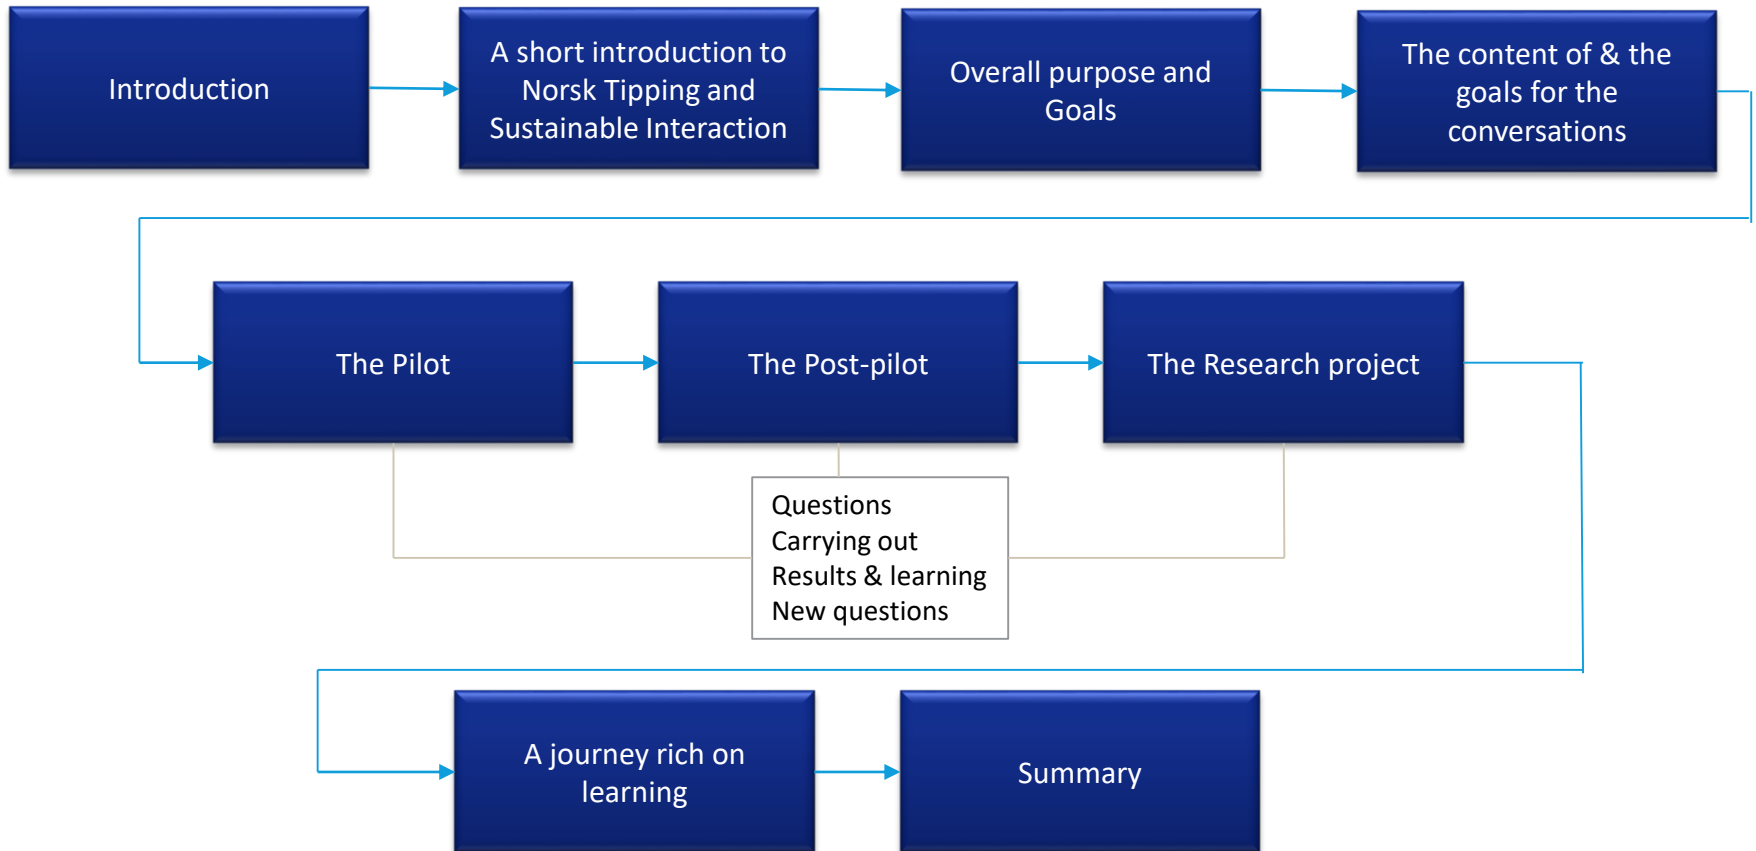 Introduction
A short introduction to
Norsk Tipping and
Sustainable Interaction
Overall purpose and
Goals
The content of & the
goals for the
conversations
The Pilot
The Post-pilot
The Research project
Questions
Carrying out
Results & learning
New questions
A journey rich on
learning
Summary